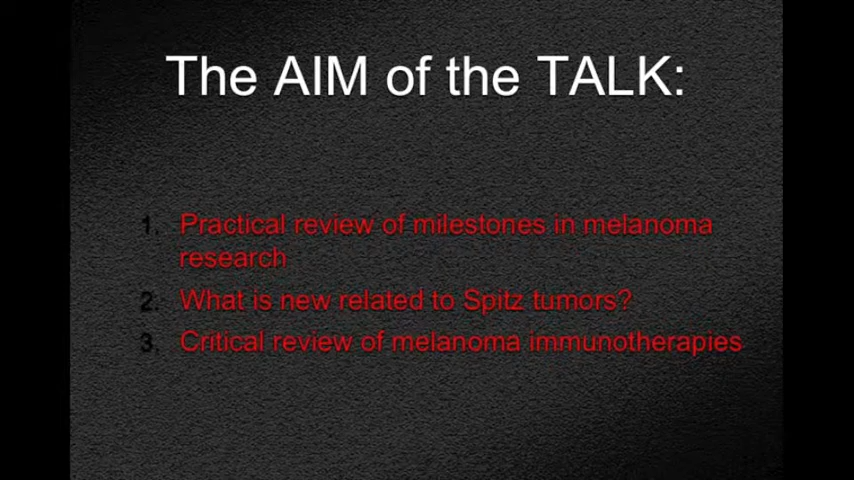 The AIM of the TALK:
1. Practical review of milestones in melanoma
research
2. What is new related to Spitz tumors?
3. Critical review of melanoma immunotherapies